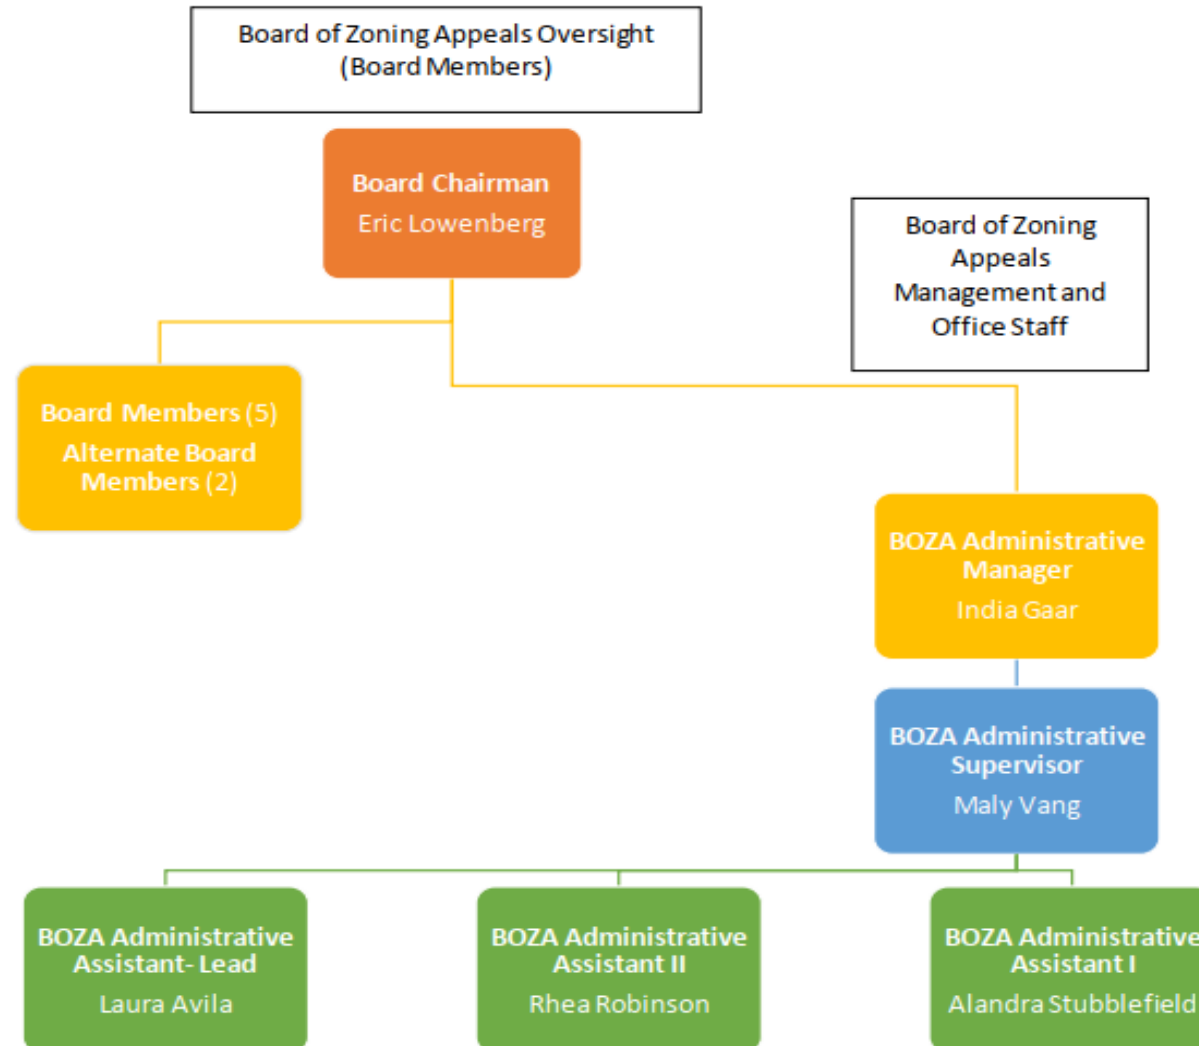 Board of Zoning Appeals Oversight
(Board Members)
Board Chairman
Eric Lowenberg
Board of Zoning
Appeals
Management and
Office Staff
Board Members (5)
Alternate Board
Members (2)
BOZA Administrative
Manager
India Gaar
BOZA Administrative
Supervisor
Maly Vang
BOZA Administrative
Assistant- Lead
Laura Avila
BOZA Administrative
Assistant II
Rhea Robinson
BOZA Administrative
Assistant I
Alandra Stubblefield